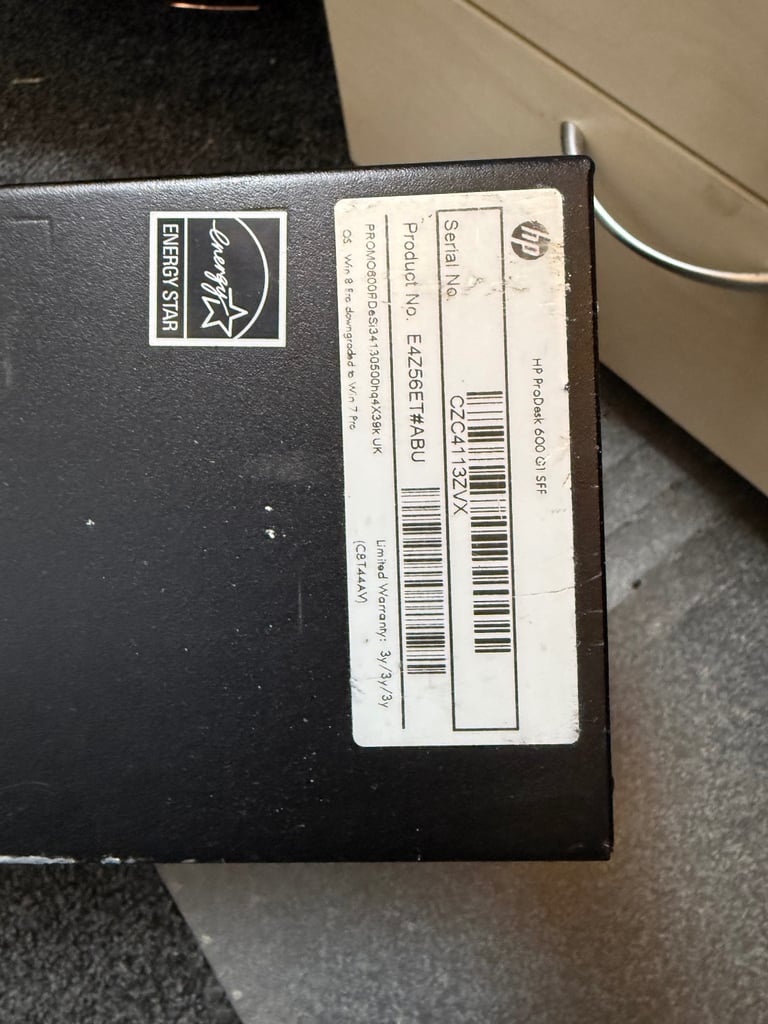 hp
HP ProDesk 600 G1 SFF
Serial No.
CZC4113ZVX
Product No. E4Z56ET#ABU
PROMO600PDeSi34130500hq4X39k UK
Limited Warranty: 3y/3y/3y
OS Win 8 Pro downgraded to Win 7 Pro
(C8T44AV)
energy
ENERGY STAR